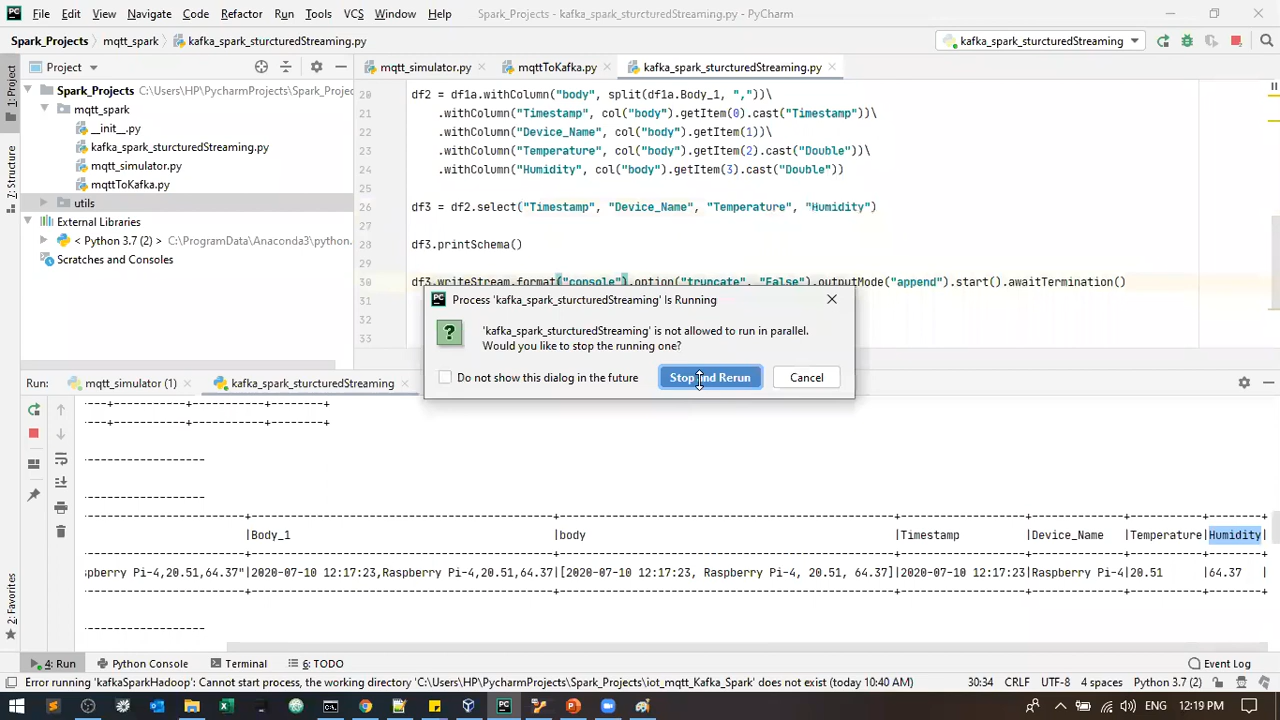 PC File Edit View Navigate Code Refactor Run Tools VCS Window Help Spark_Projects - kafka_spark_sturcturedStreaming.py - PyCharm
Spark_Projects mqtt_spark kafka_spark_sturcturedStreaming.py kafka_spark_sturcturedStreaming
1: Project
Project
mqtt_simulator.py mqttToKafka.py kafka_spark_sturcturedStreaming.py
Spark_Projects C:\Users\HP\PycharmProjects\Spark_Projec
mqtt_spark
__init__.py
kafka_spark_sturcturedStreaming.py
mqtt_simulator.py
mqttToKafka.py
utils
External Libraries
< Python 3.7 (2) > C:\ProgramData\Anaconda3\python.
Scratches and Consoles
7: Structure
20 df2 = df1a.withColumn("body", split(df1a.Body_1, ","))\
21 .withColumn("Timestamp", col("body").getItem(0).cast("Timestamp"))\
22 .withColumn("Device_Name", col("body").getItem(1))\
23 .withColumn("Temperature", col("body").getItem(2).cast("Double"))\
24 .withColumn("Humidity", col("body").getItem(3).cast("Double"))
25
26 df3 = df2.select("Timestamp", "Device_Name", "Temperature", "Humidity")
27
28 df3.printSchema()
29
30 df3.writeStream.format("console").option("truncate", "False").outputMode("append").start().awaitTermination()
31
33
PC Process 'kafka_spark_sturcturedStreaming' Is Running
'kafka_spark_sturcturedStreaming' is not allowed to run in parallel.
Would you like to stop the running one?
Do not show this dialog in the future Stop and Rerun Cancel
Run: mqtt_simulator (1) kafka_spark_sturcturedStreaming
----+----------+-----------+--------+
----+----------+-----------+--------+
-------------------
-------------------
|Body_1 |body |Timestamp |Device_Name |Temperature|Humidity|
spberry Pi-4,20.51,64.37"|2020-07-10 12:17:23,Raspberry Pi-4,20.51,64.37|[2020-07-10 12:17:23, Raspberry Pi-4, 20.51, 64.37]|2020-07-10 12:17:23|Raspberry Pi-4|20.51 |64.37 |
-------------------
2: Favorites
4: Run Python Console Terminal 6: TODO Event Log
Error running 'kafkaSparkHadoop': Cannot start process, the working directory 'C:\Users\HP\PycharmProjects\Spark_Projects\iot_mqtt_Kafka_Spark' does not exist (today 10:40 AM) 30:34 CRLF UTF-8 4 spaces Python 3.7 (2)
12:19 PM